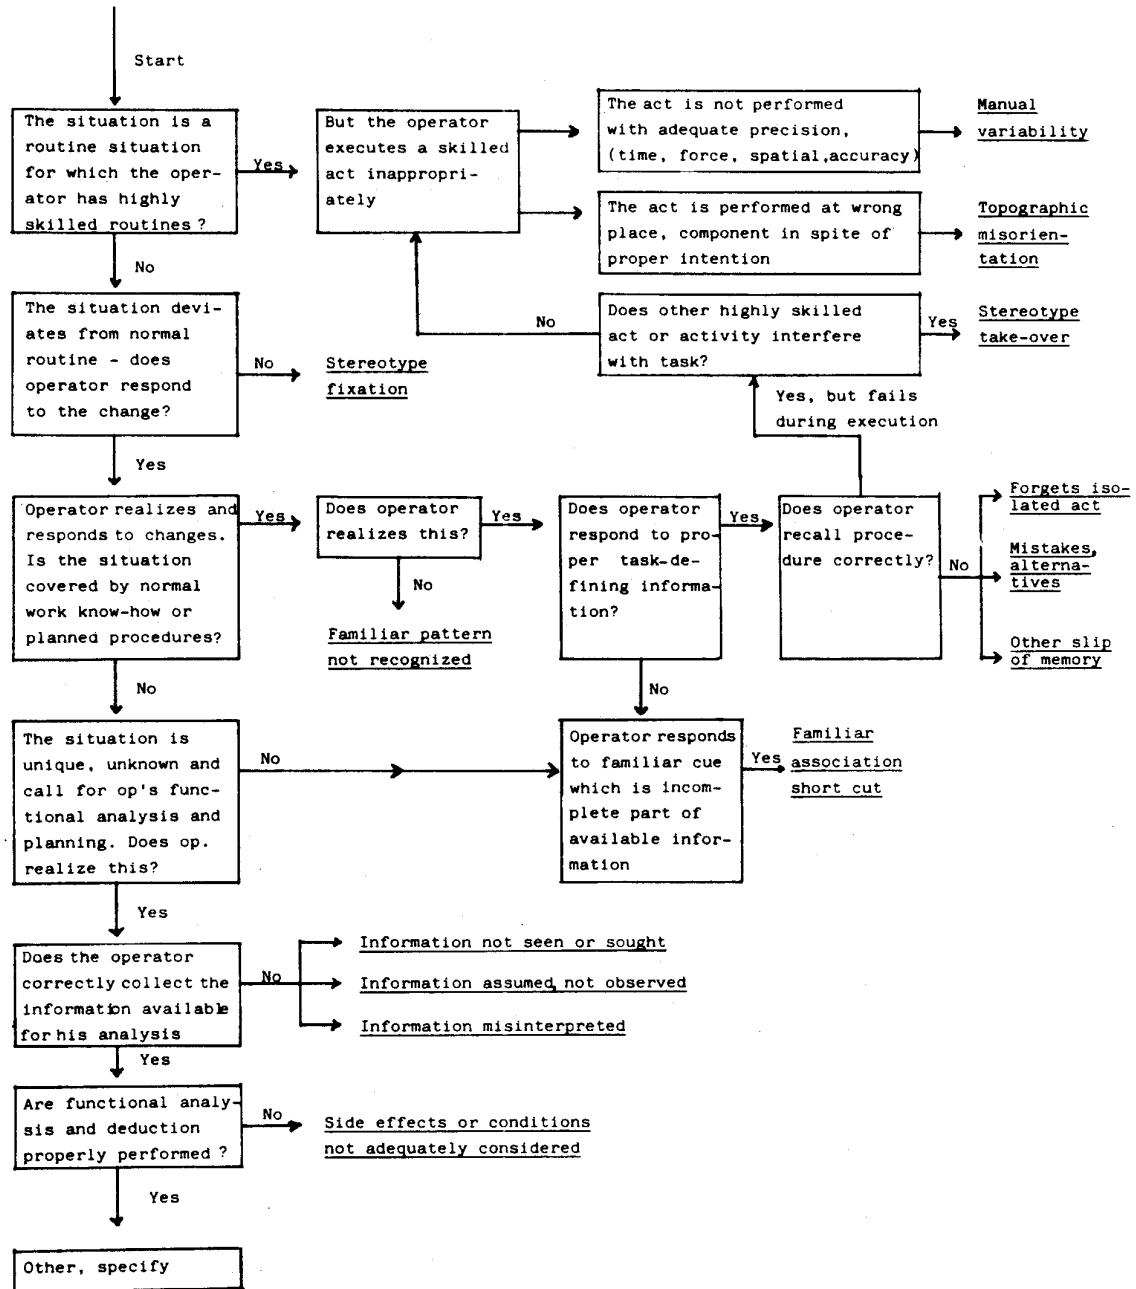 Start
The situation is a
routine situation
for which the oper-
ator has highly
skilled routines ?
Yes
But the operator
executes a skilled
act inappropri-
ately
The act is not performed
with adequate precision,
(time, force, spatial,accuracy)
Manual
variability
The act is performed at wrong
place, component in spite of
proper intention
Topographic
misorien-
tation
No
The situation devi-
ates from normal
routine - does
operator respond
to the change?
No
Stereotype
fixation
No
Does other highly skilled
act or activity interfere
with task?
Yes
Stereotype
take-over
Yes, but fails
during execution
Yes
Operator realizes and
responds to changes.
Is the situation
covered by normal
work know-how or
planned procedures?
Yes
Does operator
realizes this?
Yes
No
Familiar pattern
not recognized
Does operator
respond to pro-
per task-de-
fining informa-
tion?
Yes
Does operator
recall proce-
dure correctly?
No
Forgets iso-
lated act
Mistakes,
alterna-
tives
Other slip
of memory
No
No
The situation is
unique, unknown and
call for op's func-
tional analysis and
planning. Does op.
realize this?
No
Operator responds
to familiar cue
which is incom-
plete part of
available infor-
mation
Yes
Familiar
association
short cut
Yes
Does the operator
correctly collect the
information available
for his analysis
No
Information not seen or sought
Information assumed, not observed
Information misinterpreted
Yes
Are functional analy-
sis and deduction
properly performed ?
No
Side effects or conditions
not adequately considered
Yes
Other, specify